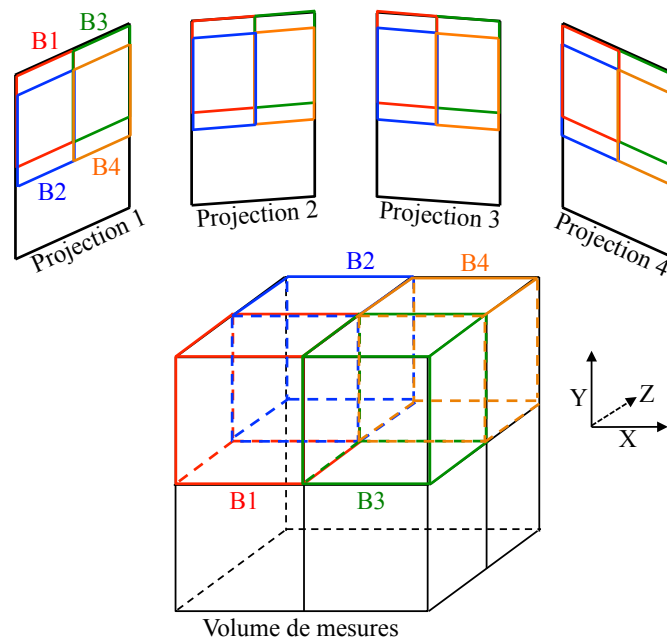 B3
B1
B2
B4
Projection 1
Projection 2
Projection 3
Projection 4
B2
B4
Y
Z
X
B1
B3
Volume de mesures